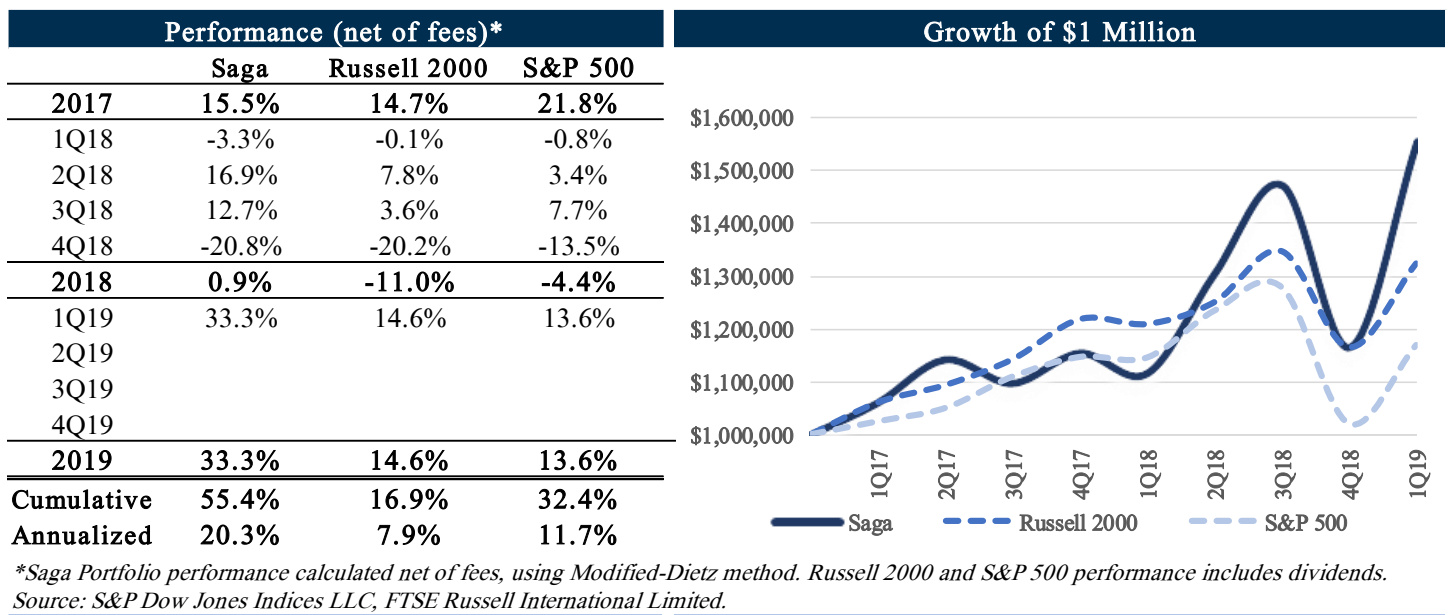 Performance (net of fees)*
Saga Russell 2000 S&P 500
2017 15.5% 14.7% 21.8%
1Q18 -3.3% -0.1% -0.8%
2Q18 16.9% 7.8% 3.4%
3Q18 12.7% 3.6% 7.7%
4Q18 -20.8% -20.2% -13.5%
2018 0.9% -11.0% -4.4%
1Q19 33.3% 14.6% 13.6%
2Q19
3Q19
4Q19
2019 33.3% 14.6% 13.6%
Cumulative 55.4% 16.9% 32.4%
Annualized 20.3% 7.9% 11.7%
Growth of $1 Million
$1,600,000
$1,500,000
$1,400,000
$1,300,000
$1,200,000
$1,100,000
$1,000,000
1Q17 2Q17 3Q17 4Q17 1Q18 2Q18 3Q18 4Q18 1Q19
Saga Russell 2000 S&P 500
*Saga Portfolio performance calculated net of fees, using Modified-Dietz method. Russell 2000 and S&P 500 performance includes dividends.
Source: S&P Dow Jones Indices LLC, FTSE Russell International Limited.